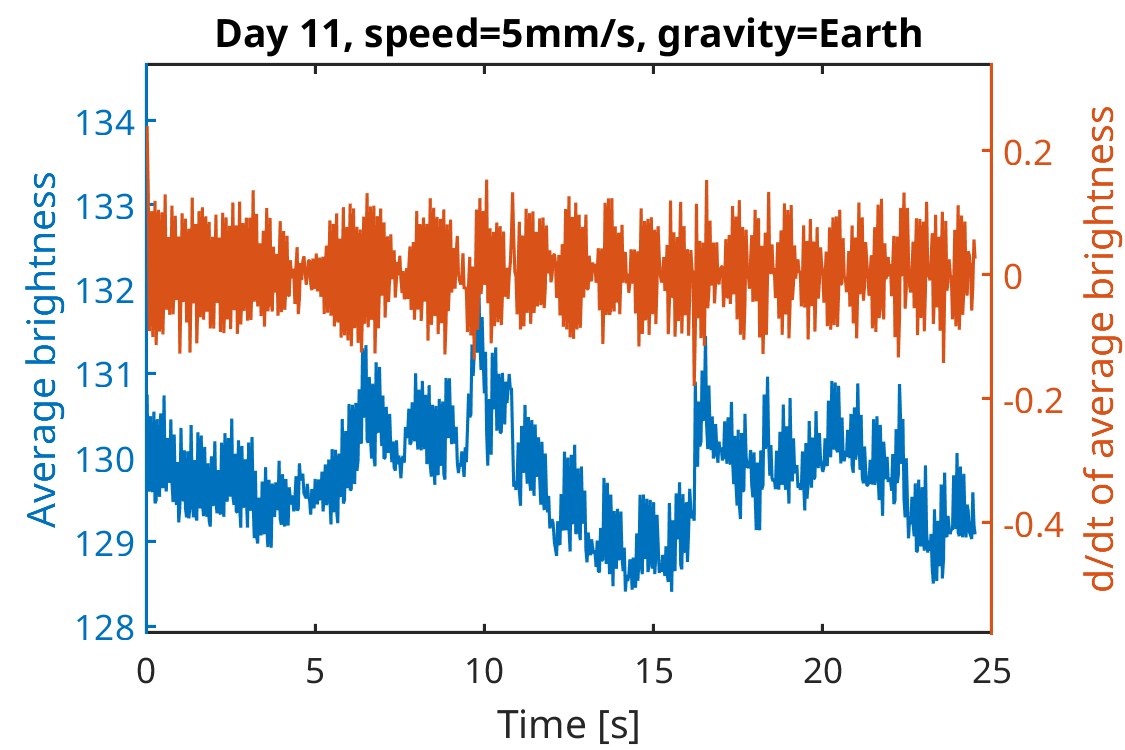 Day 11, speed=5mm/s, gravity=Earth
Average brightness
134
133
132
131
130
129
128
0.2
0
-0.2
-0.4
d/dt of average brightness
0 5 10 15 20 25
Time [s]